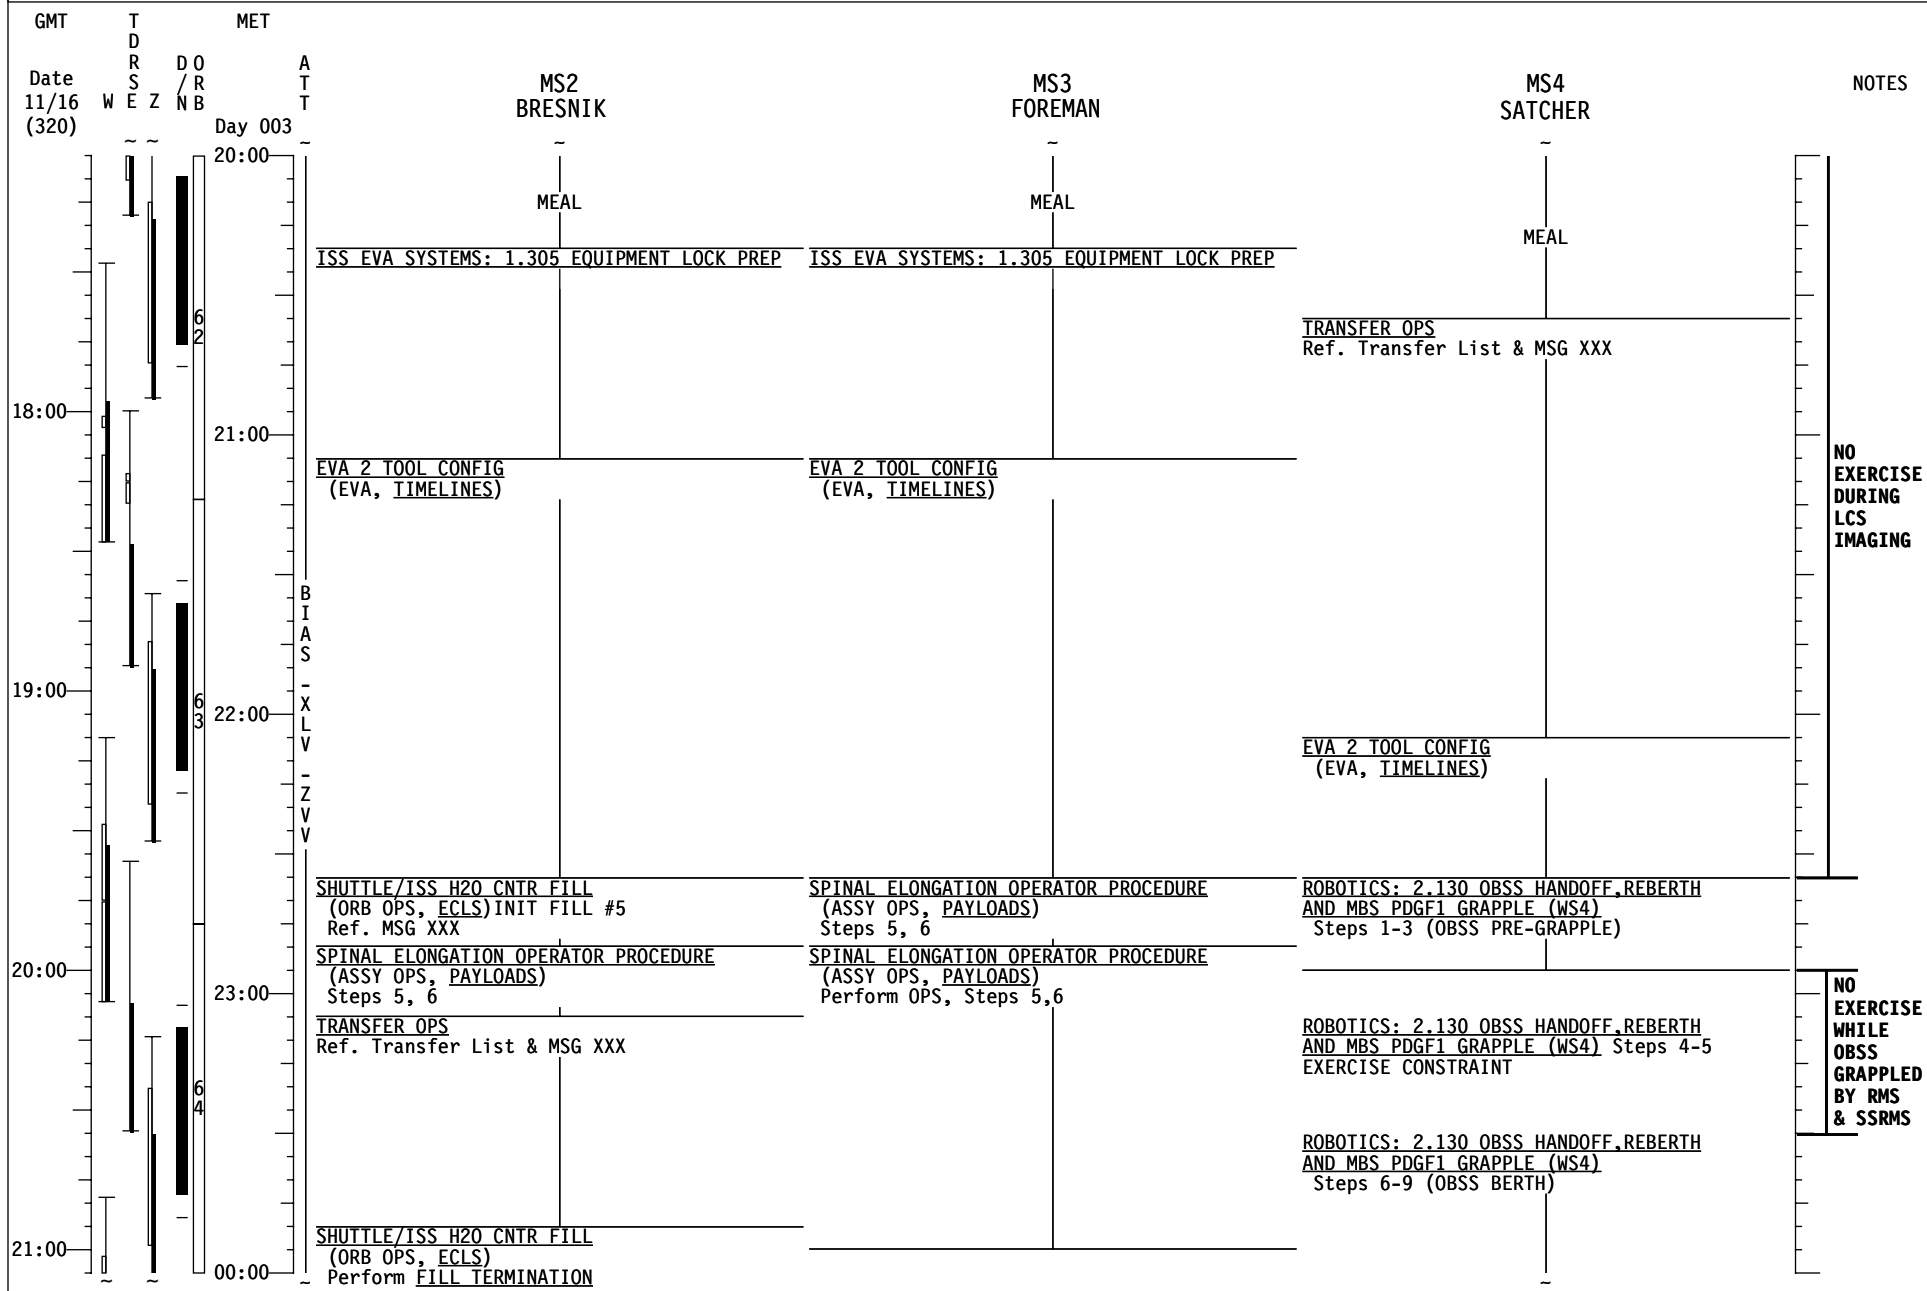 GMT
TDRS
MET
Date
11/16
(320)
W E Z
D/N
ORB
Day 003
ATT
MS2
BRESNIK
MS3
FOREMAN
MS4
SATCHER
NOTES
~ ~ ~ ~ ~ ~
20:00
MEAL
MEAL
MEAL
ISS EVA SYSTEMS: 1.305 EQUIPMENT LOCK PREP
ISS EVA SYSTEMS: 1.305 EQUIPMENT LOCK PREP
62
TRANSFER OPS
Ref. Transfer List & MSG XXX
18:00
21:00
EVA 2 TOOL CONFIG
(EVA, TIMELINES)
EVA 2 TOOL CONFIG
(EVA, TIMELINES)
NO
EXERCISE
DURING
LCS
IMAGING
BIAS -XLV -ZVV
19:00
63
22:00
EVA 2 TOOL CONFIG
(EVA, TIMELINES)
SHUTTLE/ISS H2O CNTR FILL
(ORB OPS, ECLS)INIT FILL #5
Ref. MSG XXX
SPINAL ELONGATION OPERATOR PROCEDURE
(ASSY OPS, PAYLOADS)
Steps 5, 6
ROBOTICS: 2.130 OBSS HANDOFF,REBERTH
AND MBS PDGF1 GRAPPLE (WS4)
Steps 1-3 (OBSS PRE-GRAPPLE)
20:00
23:00
SPINAL ELONGATION OPERATOR PROCEDURE
(ASSY OPS, PAYLOADS)
Steps 5, 6
SPINAL ELONGATION OPERATOR PROCEDURE
(ASSY OPS, PAYLOADS)
Perform OPS, Steps 5,6
TRANSFER OPS
Ref. Transfer List & MSG XXX
ROBOTICS: 2.130 OBSS HANDOFF,REBERTH
AND MBS PDGF1 GRAPPLE (WS4) Steps 4-5
EXERCISE CONSTRAINT
NO
EXERCISE
WHILE
OBSS
GRAPPLED
BY RMS
& SSRMS
64
ROBOTICS: 2.130 OBSS HANDOFF,REBERTH
AND MBS PDGF1 GRAPPLE (WS4)
Steps 6-9 (OBSS BERTH)
21:00
00:00
SHUTTLE/ISS H2O CNTR FILL
(ORB OPS, ECLS)
Perform FILL TERMINATION
~ ~ ~ ~